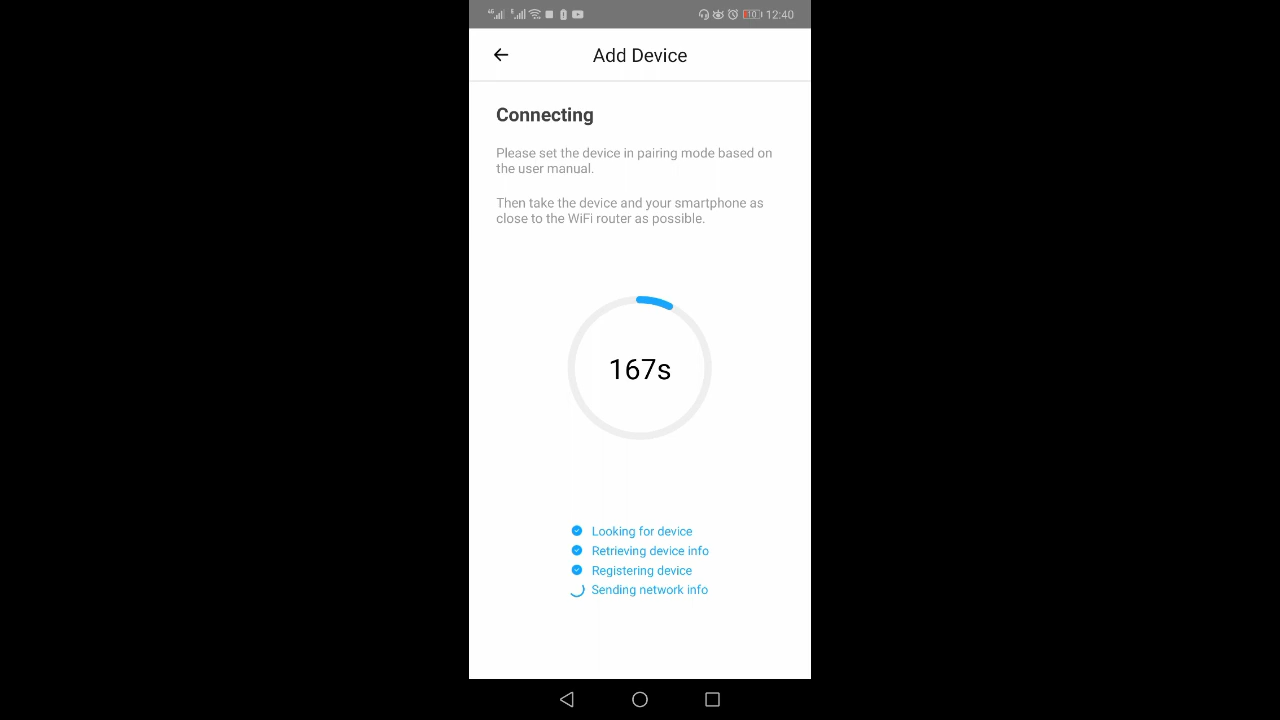 4G E 10 12:40
Add Device
Connecting
Please set the device in pairing mode based on
the user manual.
Then take the device and your smartphone as
close to the WiFi router as possible.
167s
Looking for device
Retrieving device info
Registering device
Sending network info